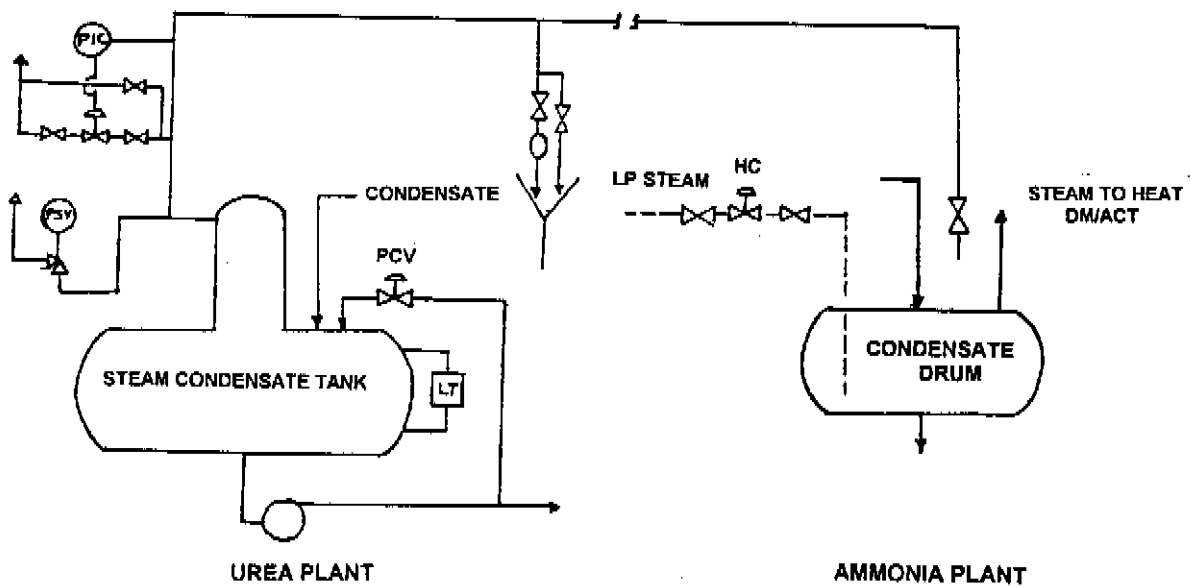 PIC
PSV
CONDENSATE
PCV
STEAM CONDENSATE TANK
LT
UREA PLANT
LP STEAM
HC
STEAM TO HEAT
DM/ACT
CONDENSATE
DRUM
AMMONIA PLANT